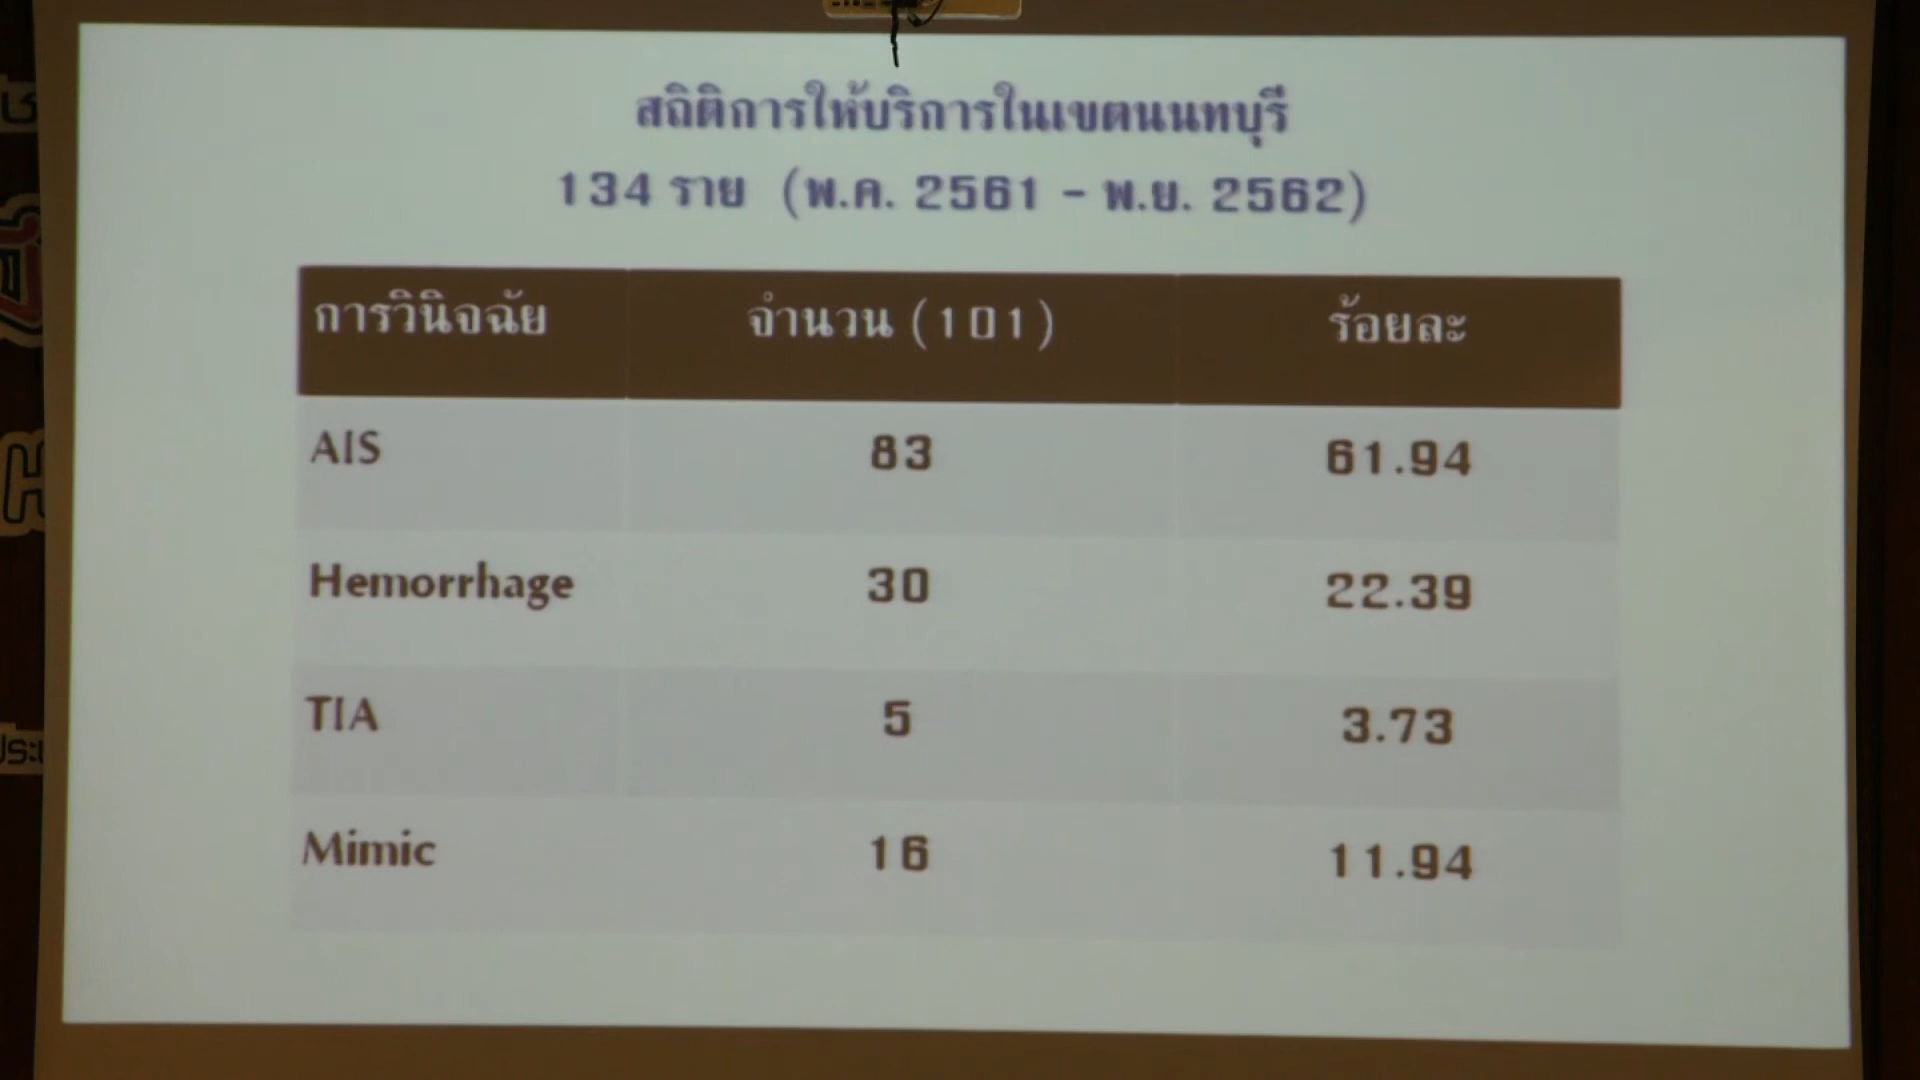 สถิติการให้บริการในเขตนนทบุรี
134 ราย (พ.ค. 2561 - พ.ย. 2562)
การวินิจฉัย จำนวน (101) ร้อยละ
AIS 83 61.94
Hemorrhage 30 22.39
TIA 5 3.73
Mimic 16 11.94